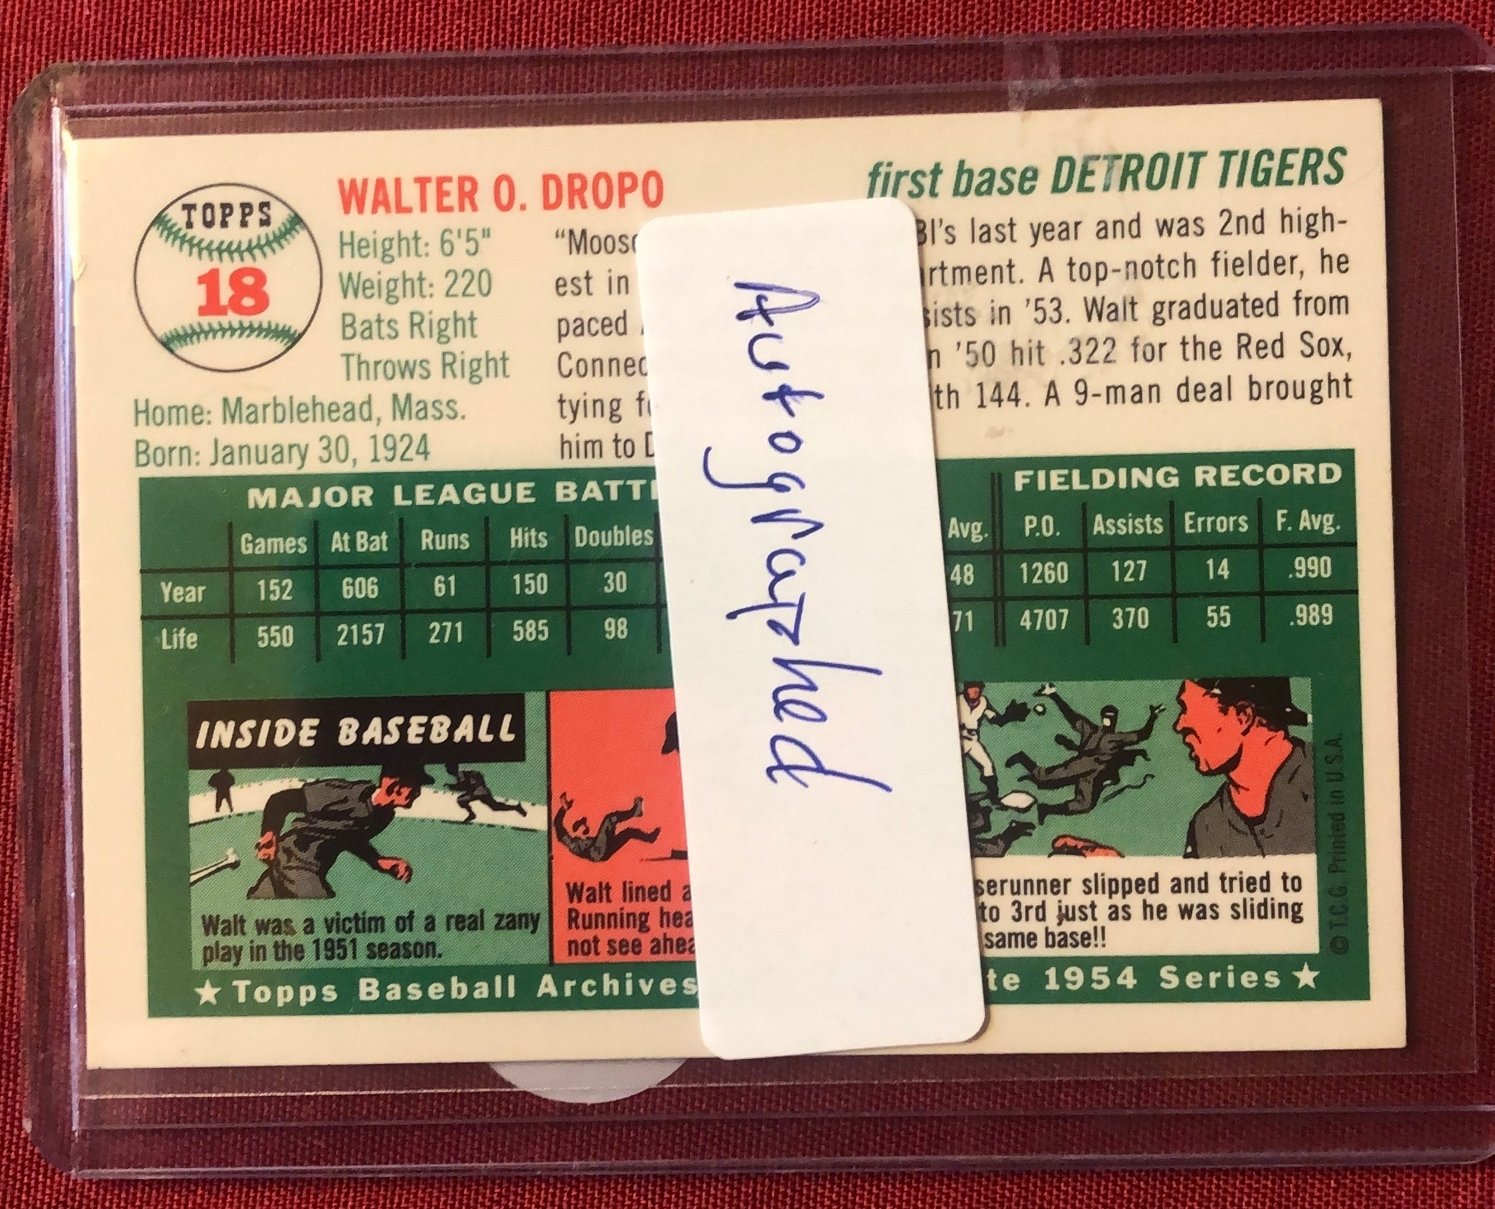 TOPPS
18
WALTER O. DROPO
first base DETROIT TIGERS
Height: 6'5"
Weight: 220
Bats Right
Throws Right
Home: Marblehead, Mass.
Born: January 30, 1924
"Moose
BI's last year and was 2nd high-
est in
rtment. A top-notch fielder, he
paced
sists in '53. Walt graduated from
Connec
n '50 hit .322 for the Red Sox,
tying f
th 144. A 9-man deal brought
him to D
Autographed
MAJOR LEAGUE BATTI
FIELDING RECORD
Games At Bat Runs Hits Doubles Avg. P.O. Assists Errors F. Avg.
Year 152 606 61 150 30 48 1260 127 14 .990
Life 550 2157 271 585 98 71 4707 370 55 .989
INSIDE BASEBALL
Walt was a victim of a real zany
play in the 1951 season.
Walt lined a
Running hea
not see ahea
serunner slipped and tried to
to 3rd just as he was sliding
same base!!
© T.C.G. Printed in U.S.A.
★ Topps Baseball Archives
te 1954 Series ★